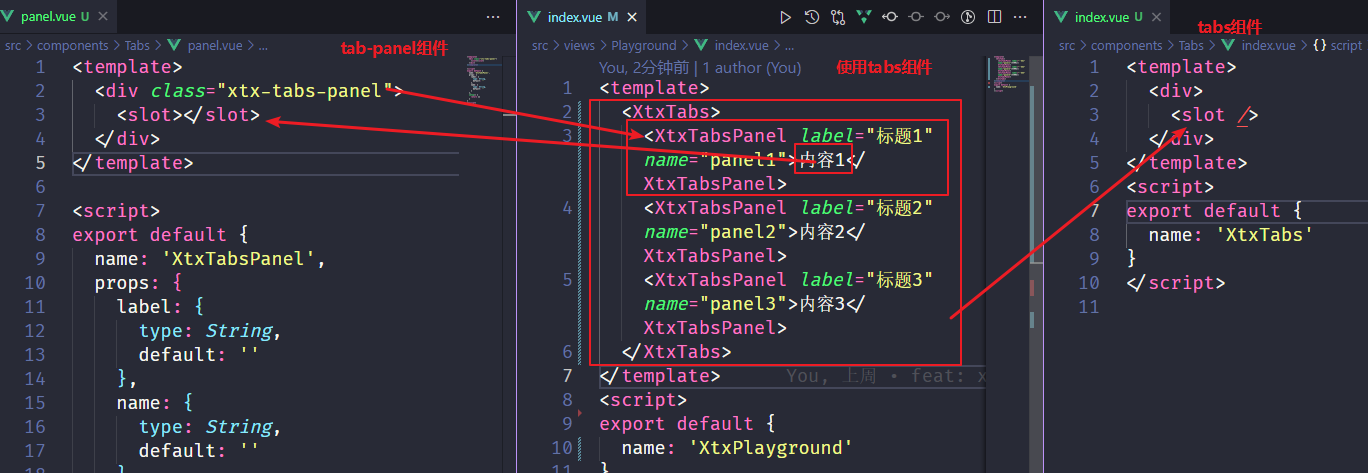 panel.vue U ×
src > components > Tabs > panel.vue > ...
tab-panel组件
1 <template>
2 <div class="xtx-tabs-panel">
3 <slot></slot>
4 </div>
5 </template>
6
7 <script>
8 export default {
9 name: 'XtxTabsPanel',
10 props: {
11 label: {
12 type: String,
13 default: ''
14 },
15 name: {
16 type: String,
17 default: ''
index.vue M ×
src > views > Playground > index.vue > ...
You, 2分钟前 | 1 author (You)
使用tabs组件
1 <template>
2 <XtxTabs>
3 <XtxTabsPanel label="标题1"
name="panel1">内容1</
XtxTabsPanel>
4 <XtxTabsPanel label="标题2"
name="panel2">内容2</
XtxTabsPanel>
5 <XtxTabsPanel label="标题3"
name="panel3">内容3</
XtxTabsPanel>
6 </XtxTabs>
7 </template> You, 上周 • feat: x
8 <script>
9 export default {
10 name: 'XtxPlayground'
11 }
index.vue U ×
tabs组件
src > components > Tabs > index.vue > {} script
1 <template>
2 <div>
3 <slot />
4 </div>
5 </template>
6 <script>
7 export default {
8 name: 'XtxTabs'
9 }
10 </script>
11